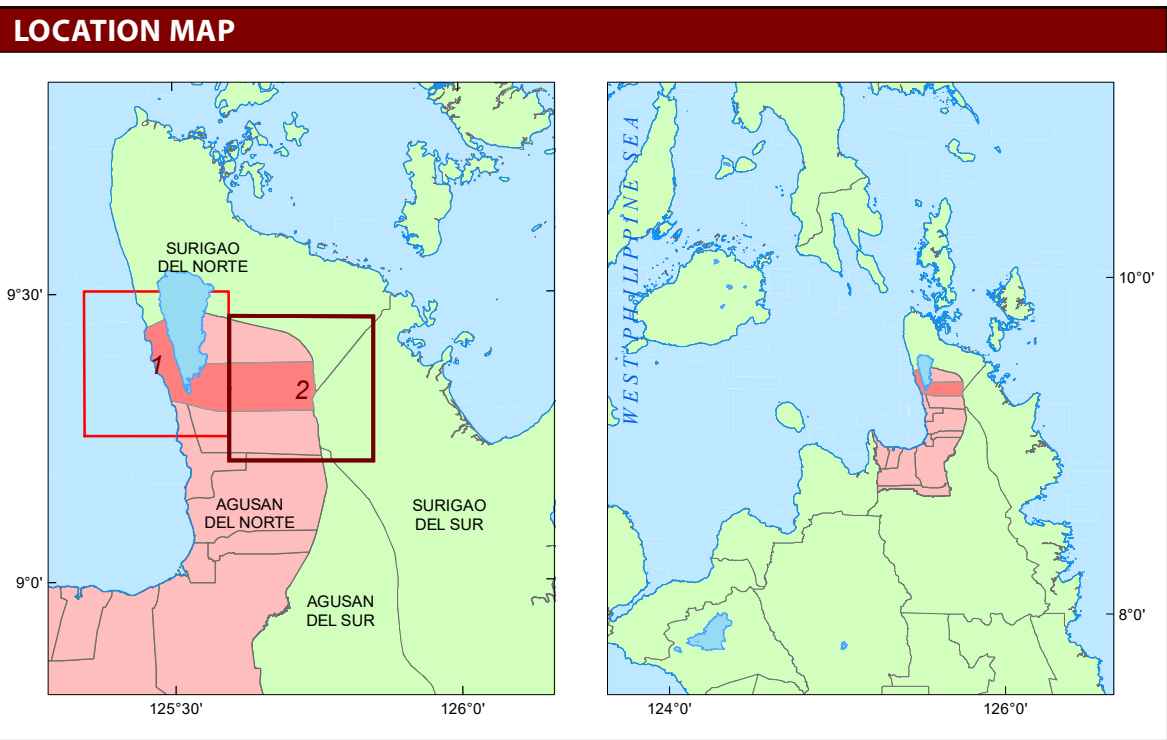 LOCATION MAP
SURIGAO
DEL NORTE
9°30'
1
2
AGUSAN
DEL NORTE
SURIGAO
DEL SUR
9°0'
AGUSAN
DEL SUR
125°30'
126°0'
WEST PHILIPPINE SEA
10°0'
8°0'
124°0'
126°0'